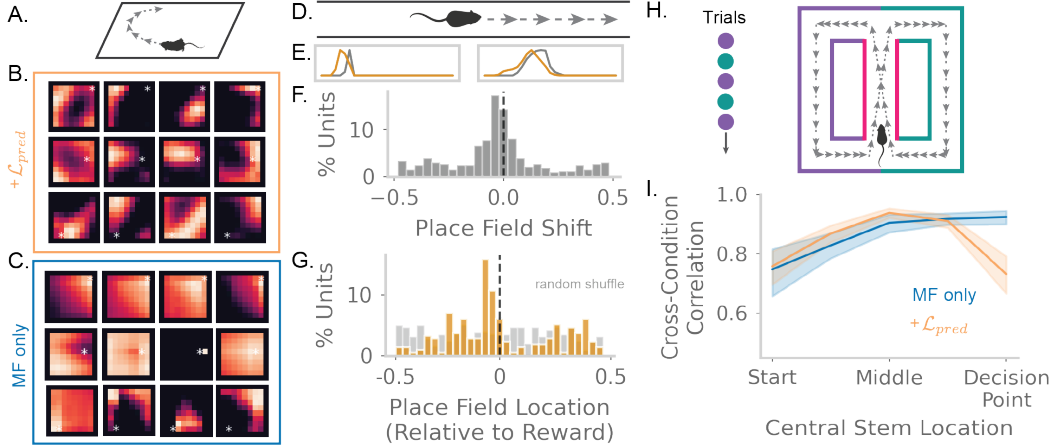 A.
B.
+ ℒpred
C.
MF only
D.
E.
F.
% Units
10
0
−0.5
0.0
0.5
Place Field Shift
G.
% Units
16
0
random shuffle
-0.5
0
0.5
Place Field Location
(Relative to Reward)
H.
Trials
I.
Cross-Condition
Correlation
1.0
0.8
0.6
MF only
+ ℒpred
Start
Middle
Decision
Point
Central Stem Location